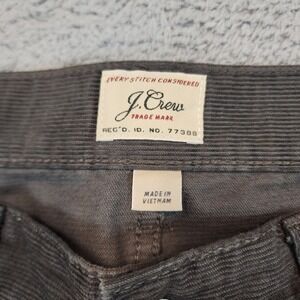 EVERY STITCH CONSIDERED
J.Crew
TRADE MARK
REG'D. ID. NO. 77388
MADE IN
VIETNAM